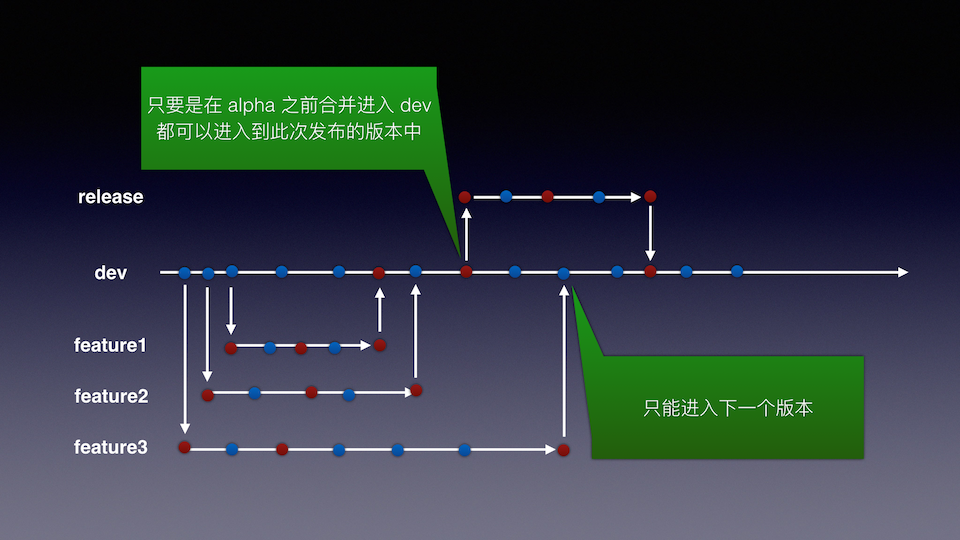 只要是在 alpha 之前合并进入 dev
都可以进入到此次发布的版本中
release
dev
feature1
feature2
只能进入下一个版本
feature3